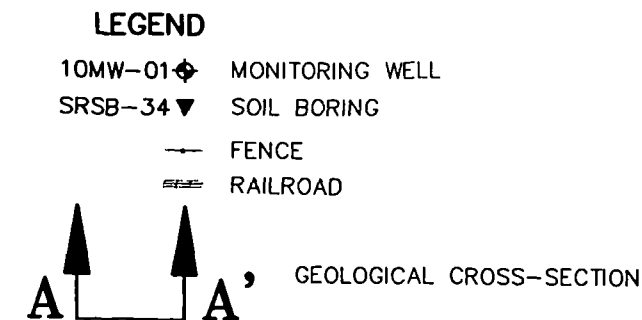 LEGEND
10MW-01 MONITORING WELL
SRSB-34 SOIL BORING
FENCE
RAILROAD
A A' GEOLOGICAL CROSS-SECTION